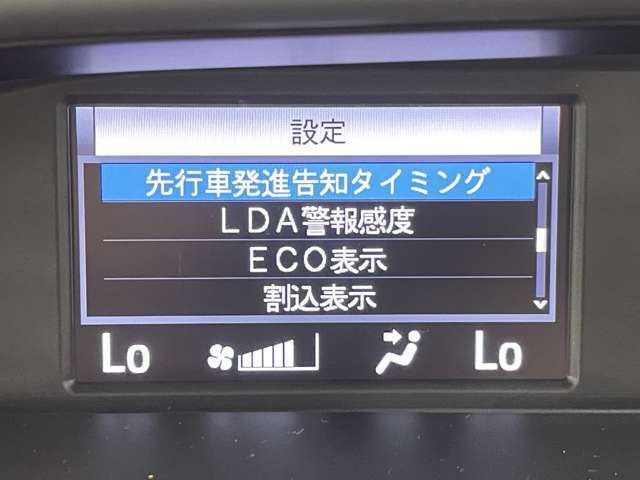 設定
先行車発進告知タイミング
LDA警報感度
ECO表示
割込表示
Lo Lo